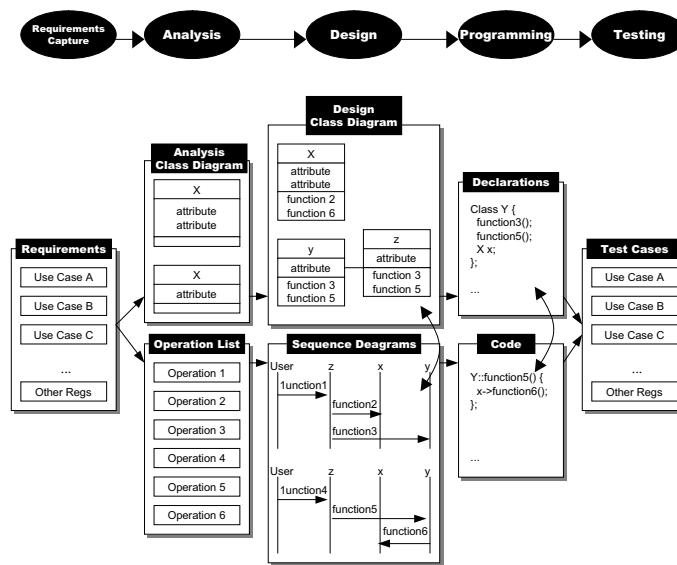 Requirements
Capture
Analysis
Design
Programming
Testing
Requirements
Use Case A
Use Case B
Use Case C
...
Other Regs
Analysis
Class Diagram
X
attribute
attribute
X
attribute
Operation List
Operation 1
Operation 2
Operation 3
Operation 4
Operation 5
Operation 6
Design
Class Diagram
X
attribute
attribute
function 2
function 6
y
attribute
function 3
function 5
z
attribute
function 3
function 5
Sequence Deagrams
User z x y
1unction1
function2
function3
User z x y
1unction4
function5
function6
Declarations
Class Y {
function3();
function5();
X x;
};
...
Code
Y::function5() {
x->function6();
};
...
Test Cases
Use Case A
Use Case B
Use Case C
...
Other Regs